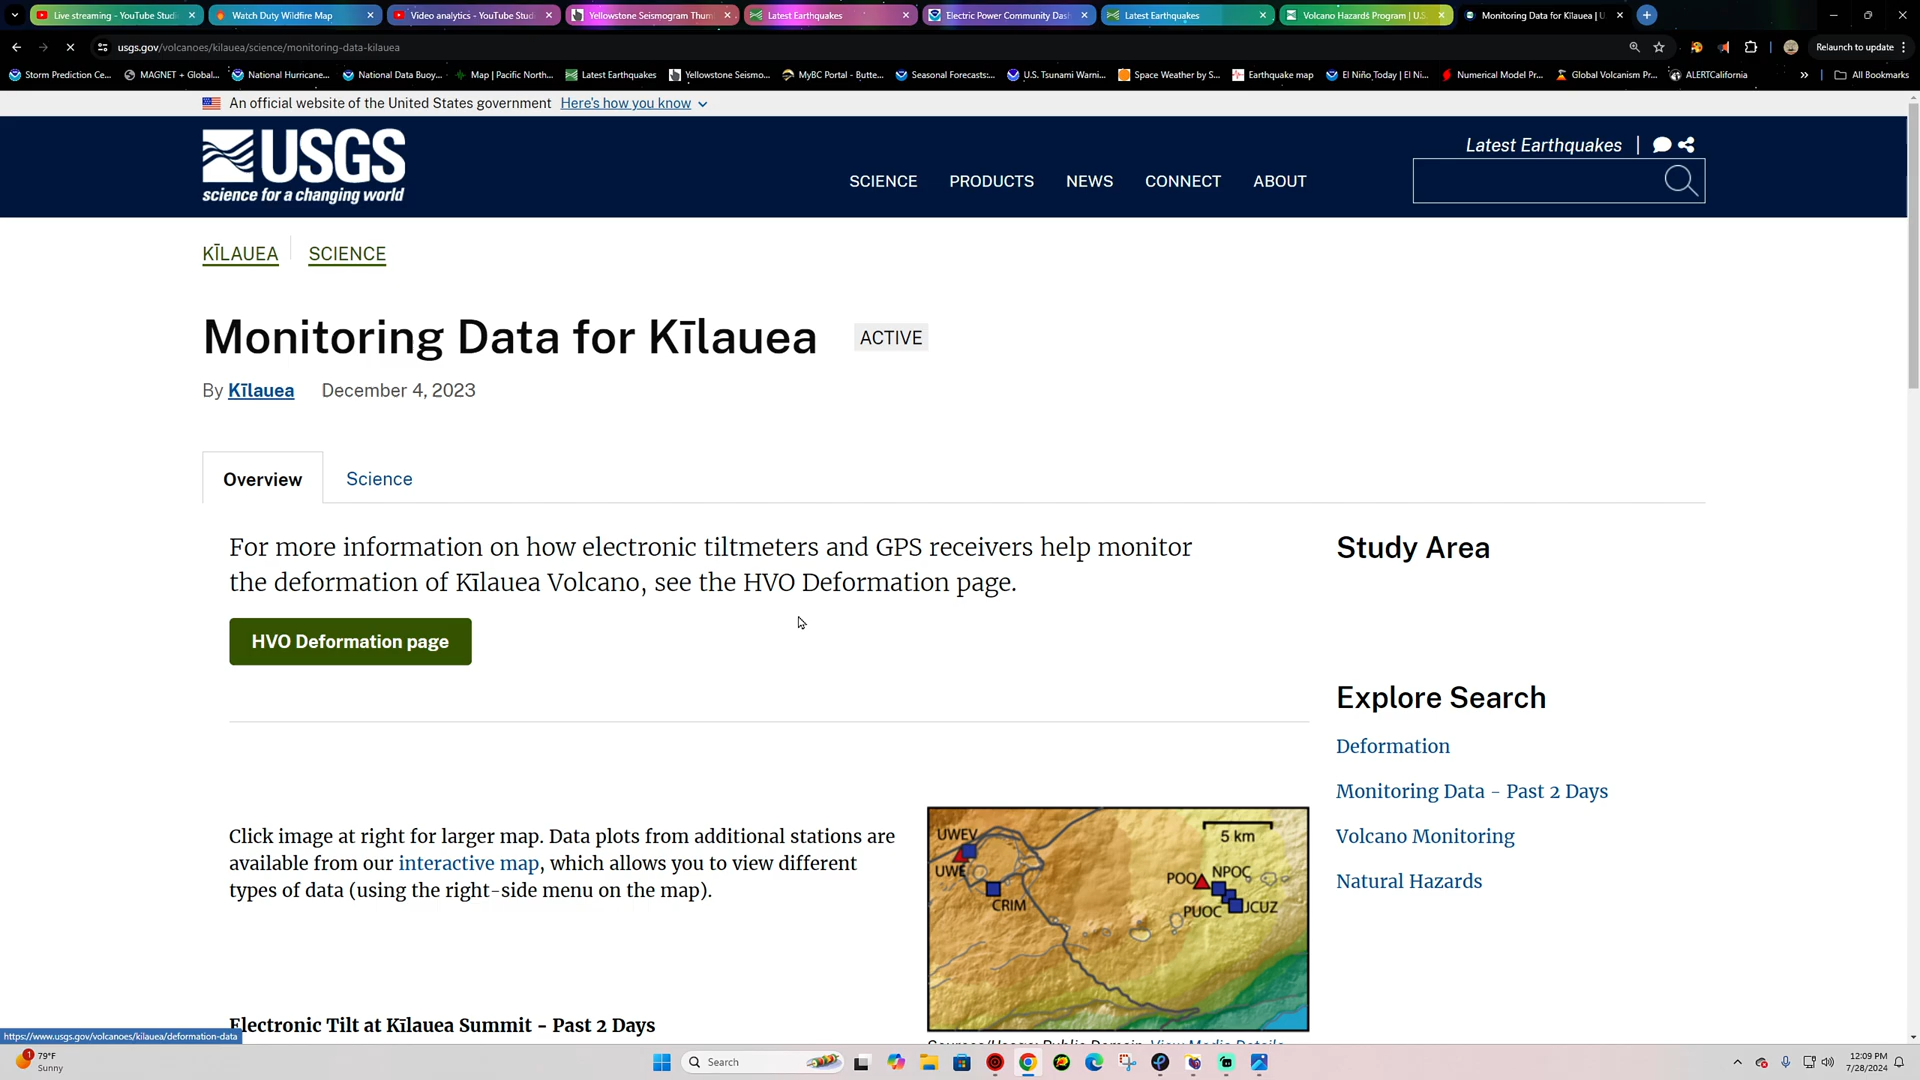 Live streaming - YouTube Studi
Watch Duty Wildfire Map
Video analytics - YouTube Studi
Yellowstone Seismogram Thum
Latest Earthquakes
Electric Power Community Das
Latest Earthquakes
Volcano Hazards Program | U.S.
Monitoring Data for Kīlauea | U
usgs.gov/volcanoes/kilauea/science/monitoring-data-kilauea
Relaunch to update
Storm Prediction Ce...
MAGNET + Global...
National Hurricane...
National Data Buoy...
Map | Pacific North...
Latest Earthquakes
Yellowstone Seismo...
MyBC Portal - Butte...
Seasonal Forecasts:...
U.S. Tsunami Warni...
Space Weather by S...
Earthquake map
El Niño Today | El Ni...
Numerical Model Pr...
Global Volcanism Pr...
ALERTCalifornia
»
All Bookmarks
An official website of the United States government Here's how you know
USGS
science for a changing world
SCIENCE PRODUCTS NEWS CONNECT ABOUT
Latest Earthquakes |
KĪLAUEA SCIENCE
Monitoring Data for Kīlauea ACTIVE
By Kīlauea December 4, 2023
Overview Science
For more information on how electronic tiltmeters and GPS receivers help monitor
the deformation of Kīlauea Volcano, see the HVO Deformation page.
HVO Deformation page
Study Area
Explore Search
Deformation
Monitoring Data - Past 2 Days
Volcano Monitoring
Natural Hazards
Click image at right for larger map. Data plots from additional stations are
available from our interactive map, which allows you to view different
types of data (using the right-side menu on the map).
UWEV
UWE
CRIM
5 km
POO
NPOC
PUOC
JCUZ
Electronic Tilt at Kīlauea Summit - Past 2 Days
Sources/Usage: Public Domain. View Media Details
https://www.usgs.gov/volcanoes/kilauea/deformation-data
1
79°F
Sunny
Search
12:09 PM
7/28/2024